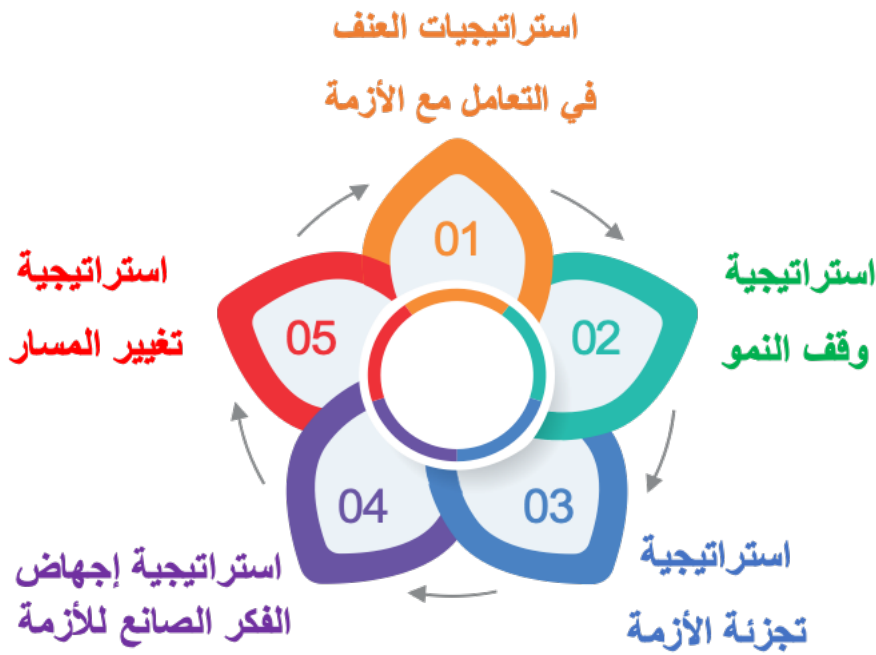 استراتيجيات العنف
في التعامل مع الأزمة
01
استراتيجية
وقف النمو
02
استراتيجية
تجزئة الأزمة
03
استراتيجية إجهاض
الفكر الصانع للأزمة
04
استراتيجية
تغيير المسار
05